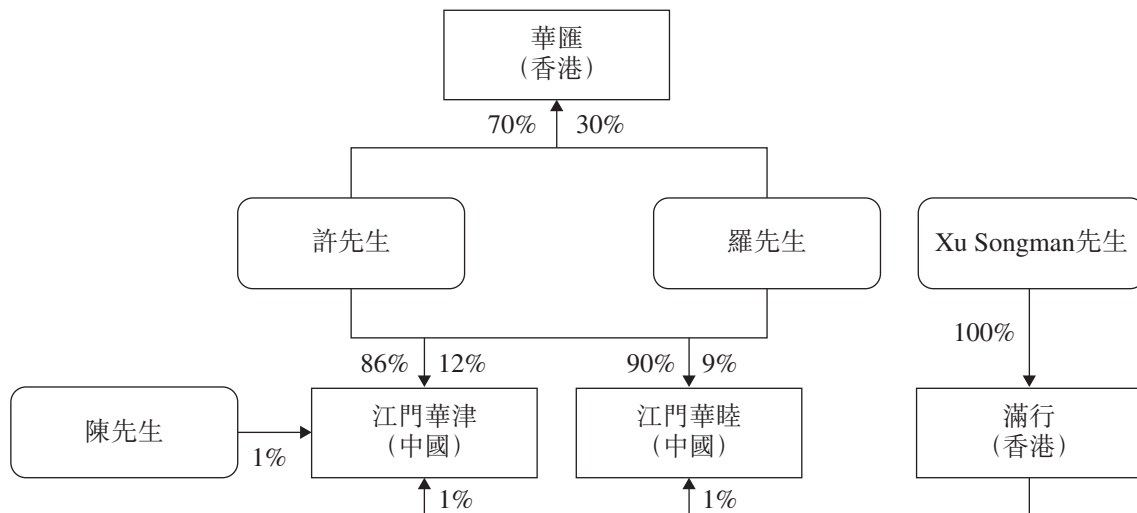 華匯
(香港)
70% 30%
許先生
羅先生
Xu Songman先生
100%
86% 12%
90% 9%
陳先生
1%
江門華津
(中國)
江門華睦
(中國)
滿行
(香港)
1%
1%